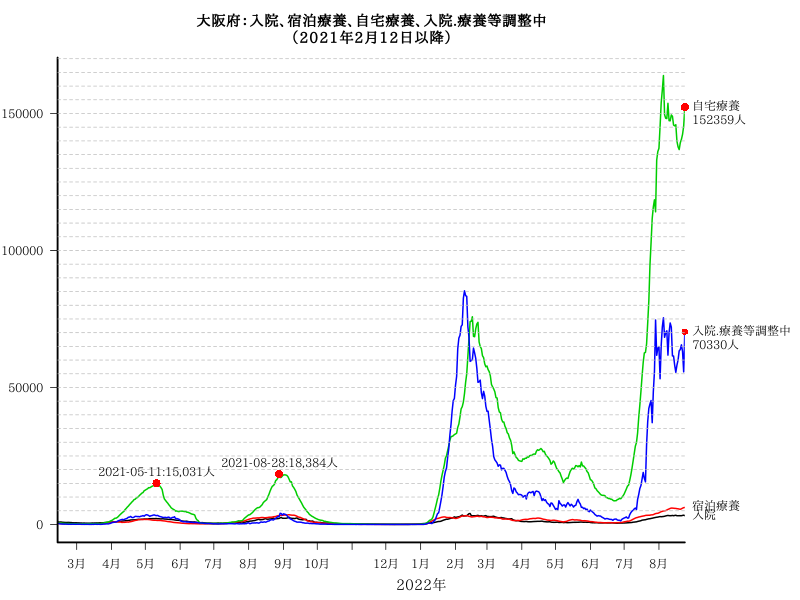 大阪府：入院、宿泊療養、自宅療養、入院.療養等調整中
（2021年2月12日以降）
150000
100000
50000
0
自宅療養
152359人
入院.療養等調整中
70330人
宿泊療養
入院
2021-05-11:15,031人
2021-08-28:18,384人
3月 4月 5月 6月 7月 8月 9月 10月 12月 1月 2月 3月 4月 5月 6月 7月 8月
2022年